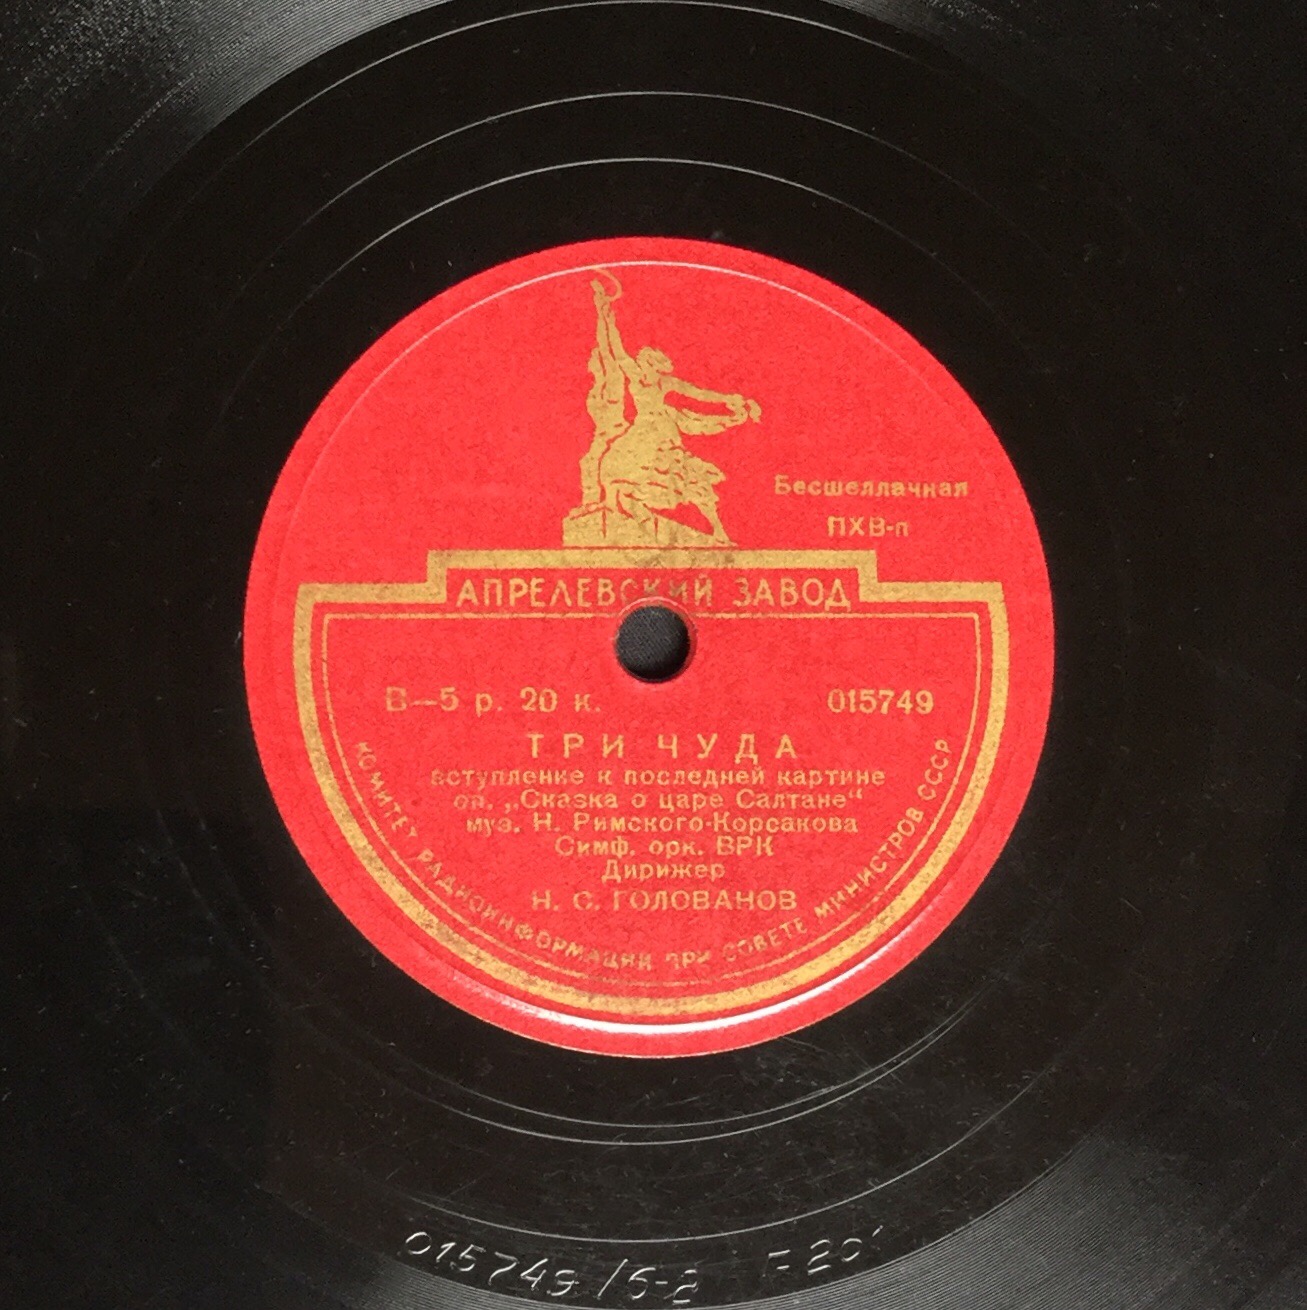 Бесшеллачная
ПХВ-п
АПРЕЛЕВСКИЙ ЗАВОД
В—5 р. 20 к.
015749
ТРИ ЧУДА
вступление к последней картине
оп. „Сказка о царе Салтане“
муз. Н. Римского-Корсакова
Симф. орк. ВРК
Дирижер
Н. С. ГОЛОВАНОВ
КОМИТЕТ РАДИОИНФОРМАЦИИ ПРИ СОВЕТЕ МИНИСТРОВ СССР
015749 /5-2